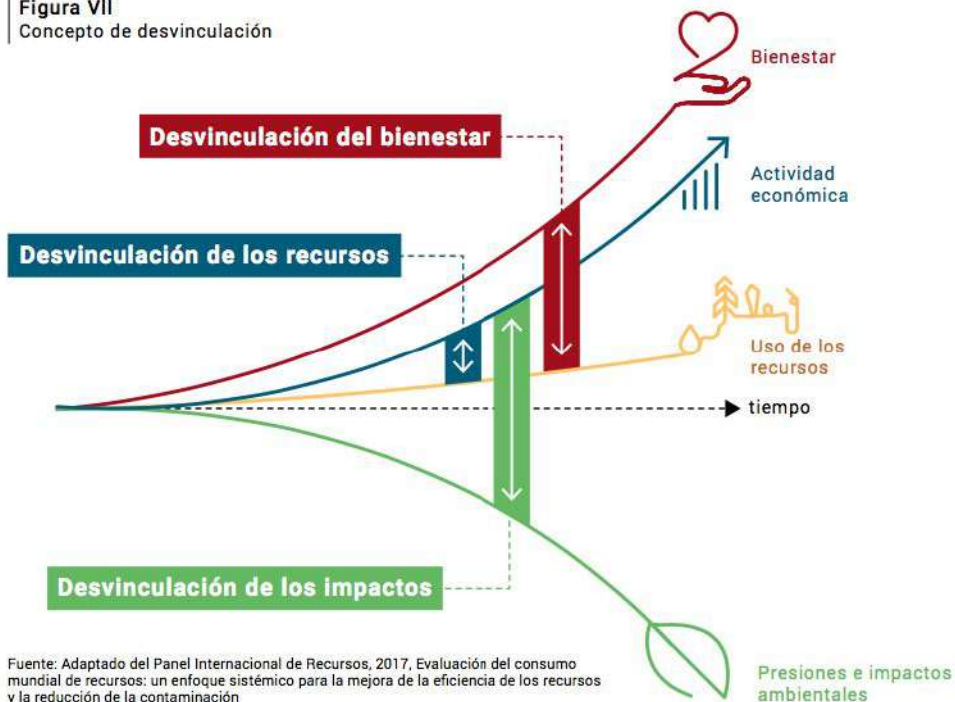 Figura VII
Concepto de desvinculación
Bienestar
Desvinculación del bienestar
Actividad
económica
Desvinculación de los recursos
Uso de los
recursos
tiempo
Desvinculación de los impactos
Fuente: Adaptado del Panel Internacional de Recursos, 2017, Evaluación del consumo
mundial de recursos: un enfoque sistémico para la mejora de la eficiencia de los recursos
y la reducción de la contaminación
Presiones e impactos
ambientales